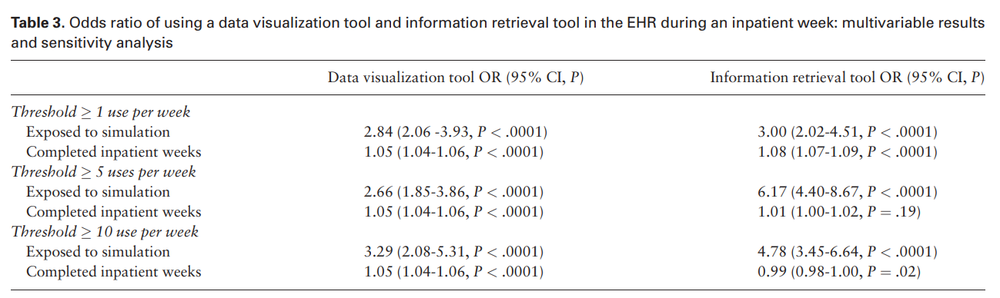 Table 3. Odds ratio of using a data visualization tool and information retrieval tool in the EHR during an inpatient week: multivariable results
and sensitivity analysis
Data visualization tool OR (95% CI, P) Information retrieval tool OR (95% CI, P)
Threshold ≥ 1 use per week
Exposed to simulation 2.84 (2.06 -3.93, P < .0001) 3.00 (2.02-4.51, P < .0001)
Completed inpatient weeks 1.05 (1.04-1.06, P < .0001) 1.08 (1.07-1.09, P < .0001)
Threshold ≥ 5 uses per week
Exposed to simulation 2.66 (1.85-3.86, P < .0001) 6.17 (4.40-8.67, P < .0001)
Completed inpatient weeks 1.05 (1.04-1.06, P < .0001) 1.01 (1.00-1.02, P = .19)
Threshold ≥ 10 use per week
Exposed to simulation 3.29 (2.08-5.31, P < .0001) 4.78 (3.45-6.64, P < .0001)
Completed inpatient weeks 1.05 (1.04-1.06, P < .0001) 0.99 (0.98-1.00, P = .02)